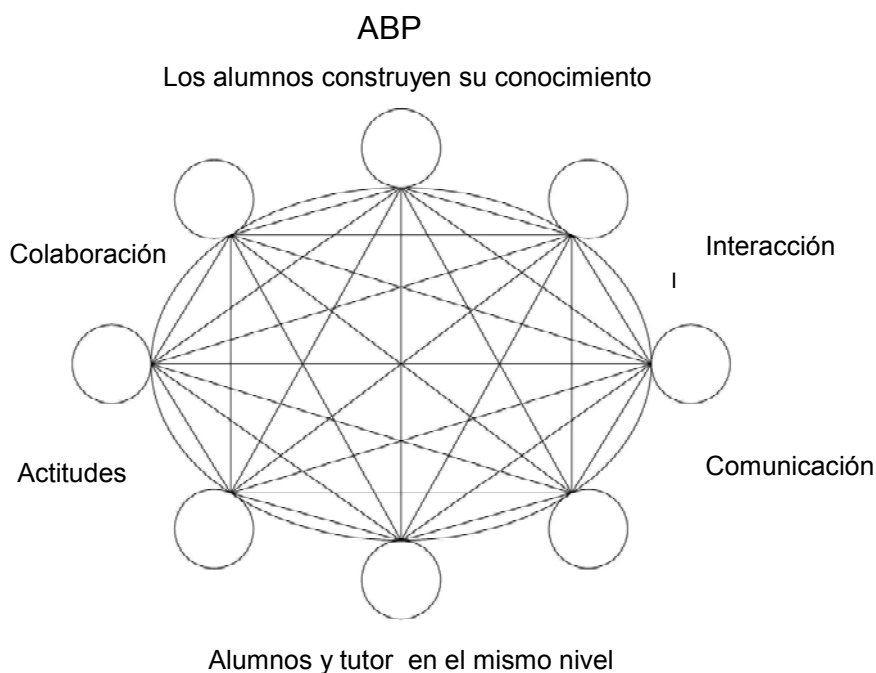 ABP
Los alumnos construyen su conocimiento
Colaboración
Interacción
I
Actitudes
Comunicación
Alumnos y tutor en el mismo nivel